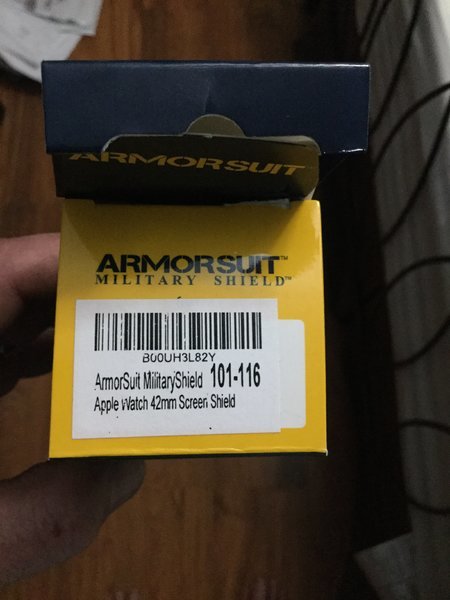 ARMORSUIT
ARMORSUIT™
MILITARY SHIELD™
B00UH3L82Y
ArmorSuit MilitaryShield 101-116
Apple Watch 42mm Screen Shield